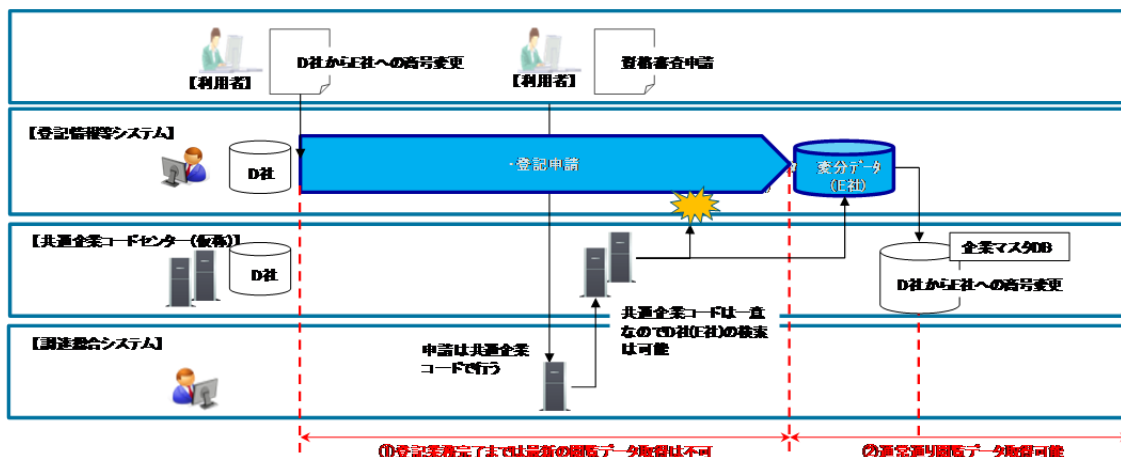 D社からE社への商号変更
資格審査申請
【利用者】
【利用者】
【登記情報等システム】
D社
・登記申請
差分データ
(E社)
【共通企業コードセンター(仮称)】
D社
企業マスタDB
D社からE社への商号変更
共通企業コードは一直
なのでD社(E社)の検索
は可能
【調達総合システム】
申請は共通企業
コードで行う
①登記業務完了までは最新の閲覧データ取得は不可
②通常通り閲覧データ取得可能